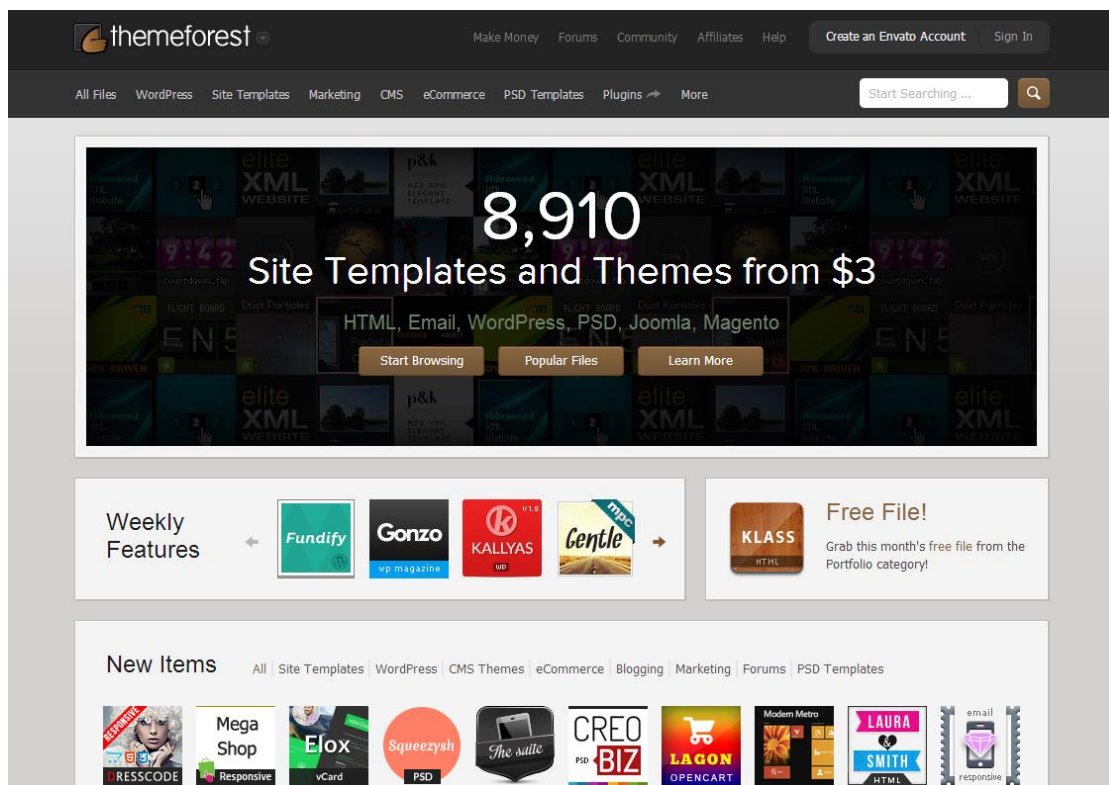 themeforest
Make Money Forums Community Affiliates Help Create an Envato Account Sign In
All Files WordPress Site Templates Marketing CMS eCommerce PSD Templates Plugins More
Start Searching ...
8,910
Site Templates and Themes from $3
HTML, Email, WordPress, PSD, Joomla, Magento
Start Browsing Popular Files Learn More
Weekly
Features
Fundify
Gonzo
wp magazine
V1.5
KALLYAS
WP
mpc
Gentle
KLASS
HTML
Free File!
Grab this month's free file from the
Portfolio category!
New Items
All Site Templates WordPress CMS Themes eCommerce Blogging Marketing Forums PSD Templates
RESPONSIVE
DRESSCODE
Mega
Shop
Responsive
Elox
vCard
Squeezysh
PSD
The suite
CREO
PSD BIZ
LAGON
OPENCART
Modern Metro
LAURA
&
SMITH
HTML
email
responsive